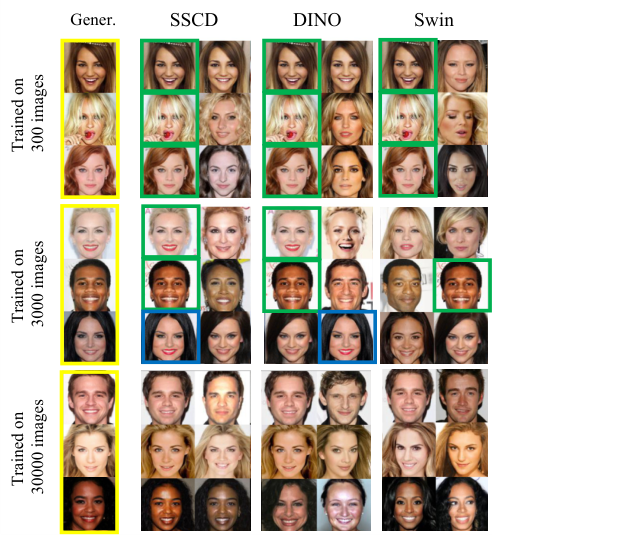 Gener. SSCD DINO Swin
Trained on
300 images
Trained on
3000 images
Trained on
30000 images